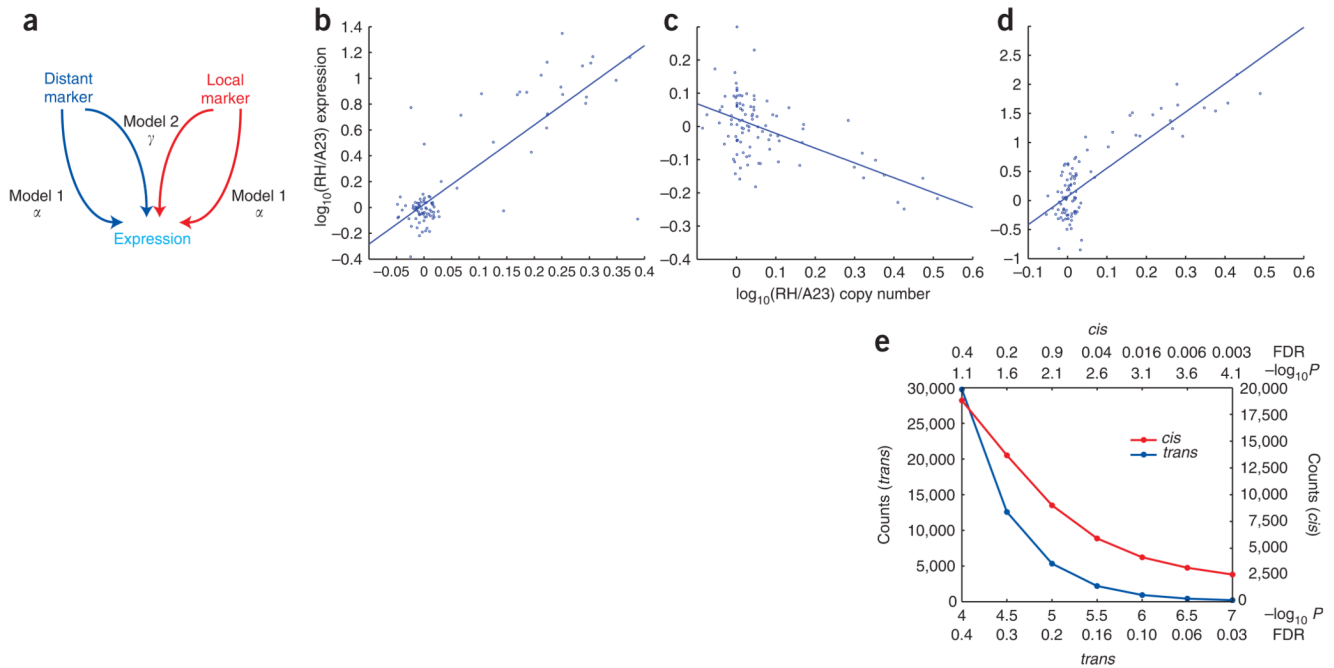 a
Distant
marker
Local
marker
Model 2
γ
Model 1
α
Model 1
α
Expression
b
log10(RH/A23) expression
1.4
1.2
1.0
0.8
0.6
0.4
0.2
0
−0.2
−0.4
−0.05 0 0.05 0.1 0.15 0.2 0.25 0.3 0.35 0.4
c
0.3
0.2
0.1
0
−0.1
−0.2
−0.3
−0.4
0 0.1 0.2 0.3 0.4 0.5 0.6
log10(RH/A23) copy number
d
2.5
2
1.5
1
0.5
0
−0.5
−1
−0.1 0 0.1 0.2 0.3 0.4 0.5 0.6
e
cis
0.4 0.2 0.9 0.04 0.016 0.006 0.003 FDR
1.1 1.6 2.1 2.6 3.1 3.6 4.1 −log10 P
Counts (trans)
30,000
25,000
20,000
15,000
10,000
5,000
0
cis
trans
20,000
17,500
15,000
12,500
10,000
7,500
5,000
2,500
0
Counts (cis)
4 4.5 5 5.5 6 6.5 7 −log10 P
0.4 0.3 0.2 0.16 0.10 0.06 0.03 FDR
trans